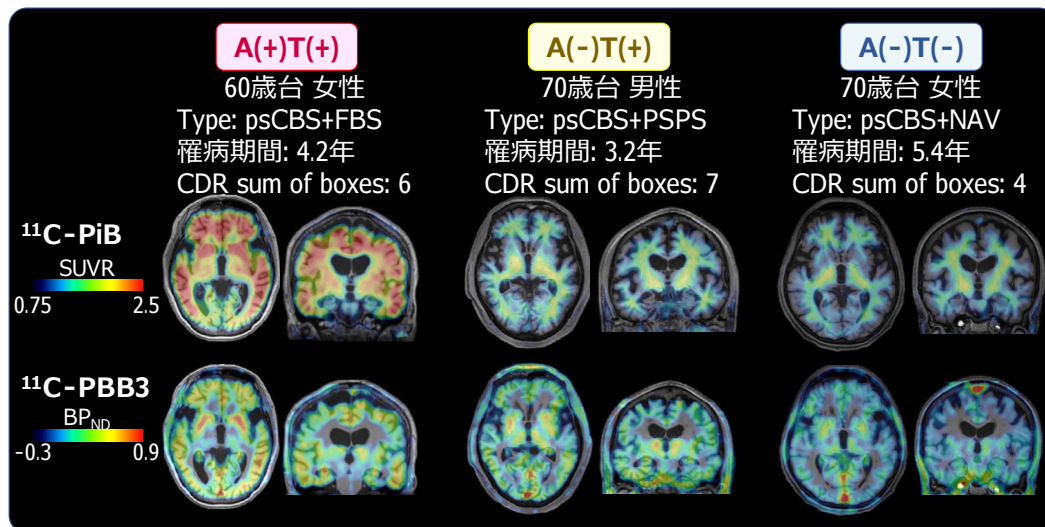 A(+)T(+)
60歳台 女性
Type: psCBS+FBS
罹病期間: 4.2年
CDR sum of boxes: 6
A(-)T(+)
70歳台 男性
Type: psCBS+PSPS
罹病期間: 3.2年
CDR sum of boxes: 7
A(-)T(-)
70歳台 女性
Type: psCBS+NAV
罹病期間: 5.4年
CDR sum of boxes: 4
¹¹C-PiB
SUVR
0.75 2.5
¹¹C-PBB3
BP_ND
-0.3 0.9